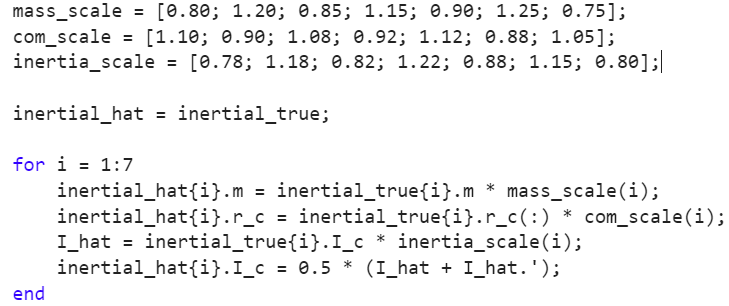 mass_scale = [0.80; 1.20; 0.85; 1.15; 0.90; 1.25; 0.75];
com_scale = [1.10; 0.90; 1.08; 0.92; 1.12; 0.88; 1.05];
inertia_scale = [0.78; 1.18; 0.82; 1.22; 0.88; 1.15; 0.80];

inertial_hat = inertial_true;

for i = 1:7
    inertial_hat{i}.m = inertial_true{i}.m * mass_scale(i);
    inertial_hat{i}.r_c = inertial_true{i}.r_c(:) * com_scale(i);
    I_hat = inertial_true{i}.I_c * inertia_scale(i);
    inertial_hat{i}.I_c = 0.5 * (I_hat + I_hat.');
end